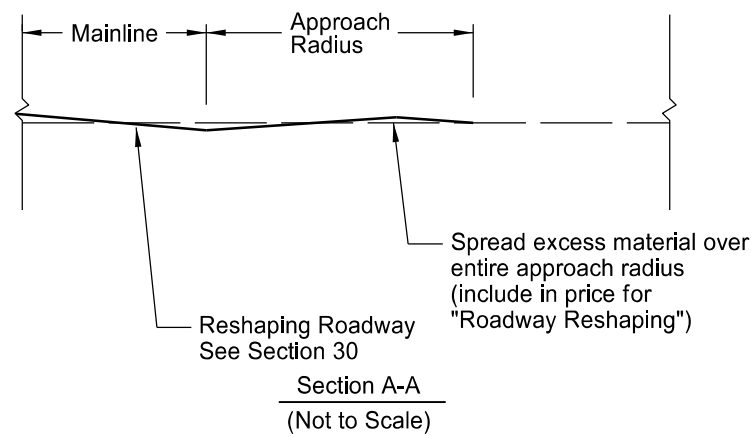 Mainline
Approach
Radius
Spread excess material over
entire approach radius
(include in price for
"Roadway Reshaping")
Reshaping Roadway
See Section 30
Section A-A
(Not to Scale)